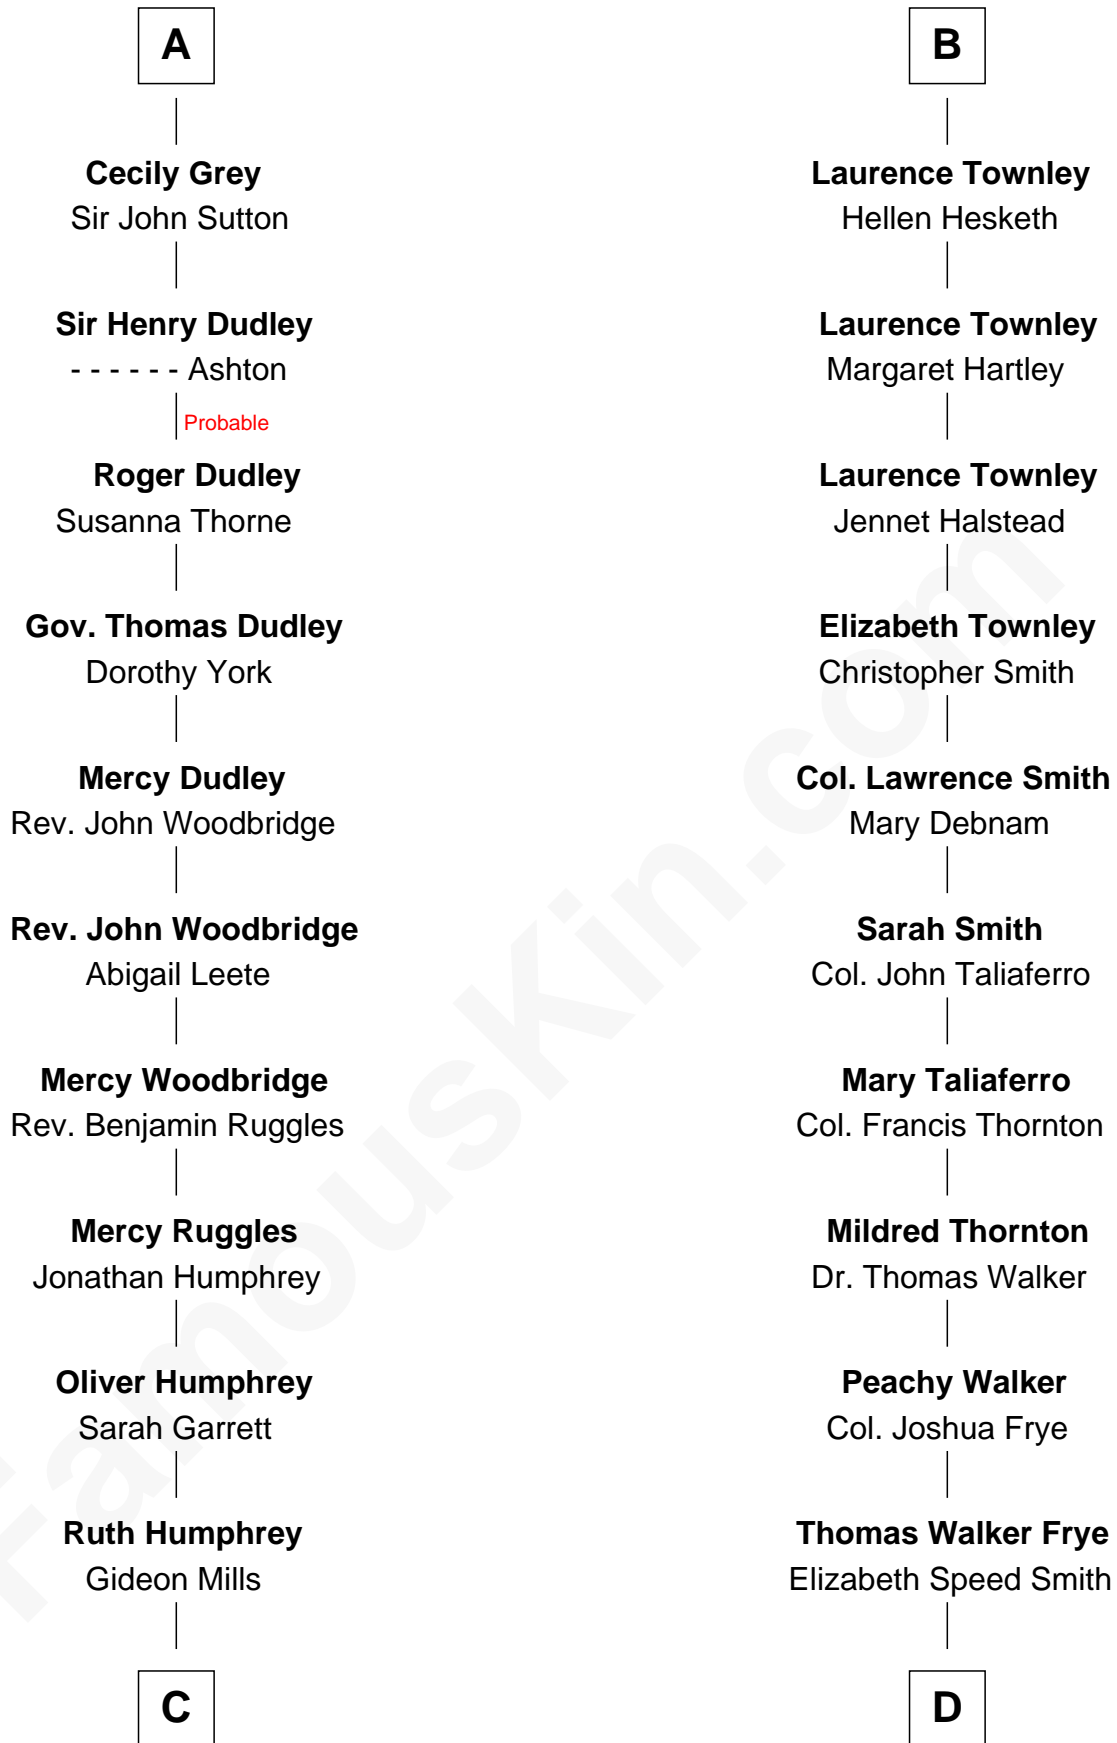 A
Cecily Grey
Sir John Sutton
Sir Henry Dudley
- - - - - - Ashton
Probable
Roger Dudley
Susanna Thorne
Gov. Thomas Dudley
Dorothy York
Mercy Dudley
Rev. John Woodbridge
Rev. John Woodbridge
Abigail Leete
Mercy Woodbridge
Rev. Benjamin Ruggles
Mercy Ruggles
Jonathan Humphrey
Oliver Humphrey
Sarah Garrett
Ruth Humphrey
Gideon Mills
C
B
Laurence Townley
Hellen Hesketh
Laurence Townley
Margaret Hartley
Laurence Townley
Jennet Halstead
Elizabeth Townley
Christopher Smith
Col. Lawrence Smith
Mary Debnam
Sarah Smith
Col. John Taliaferro
Mary Taliaferro
Col. Francis Thornton
Mildred Thornton
Dr. Thomas Walker
Peachy Walker
Col. Joshua Frye
Thomas Walker Frye
Elizabeth Speed Smith
D
FamousKin.com